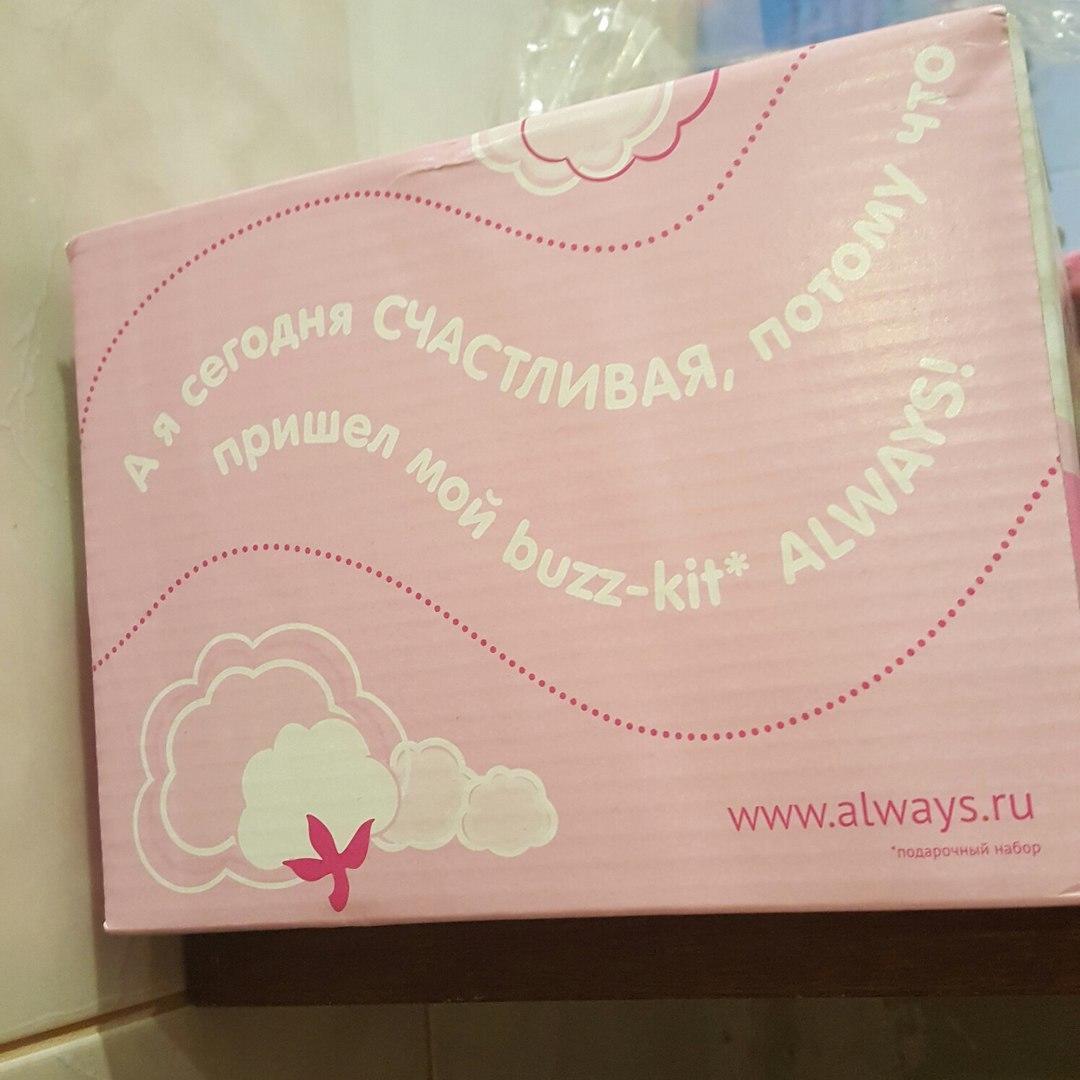 А я сегодня СЧАСТЛИВАЯ, потому что
пришел мой buzz-kit* ALWAYS!
www.always.ru
*подарочный набор